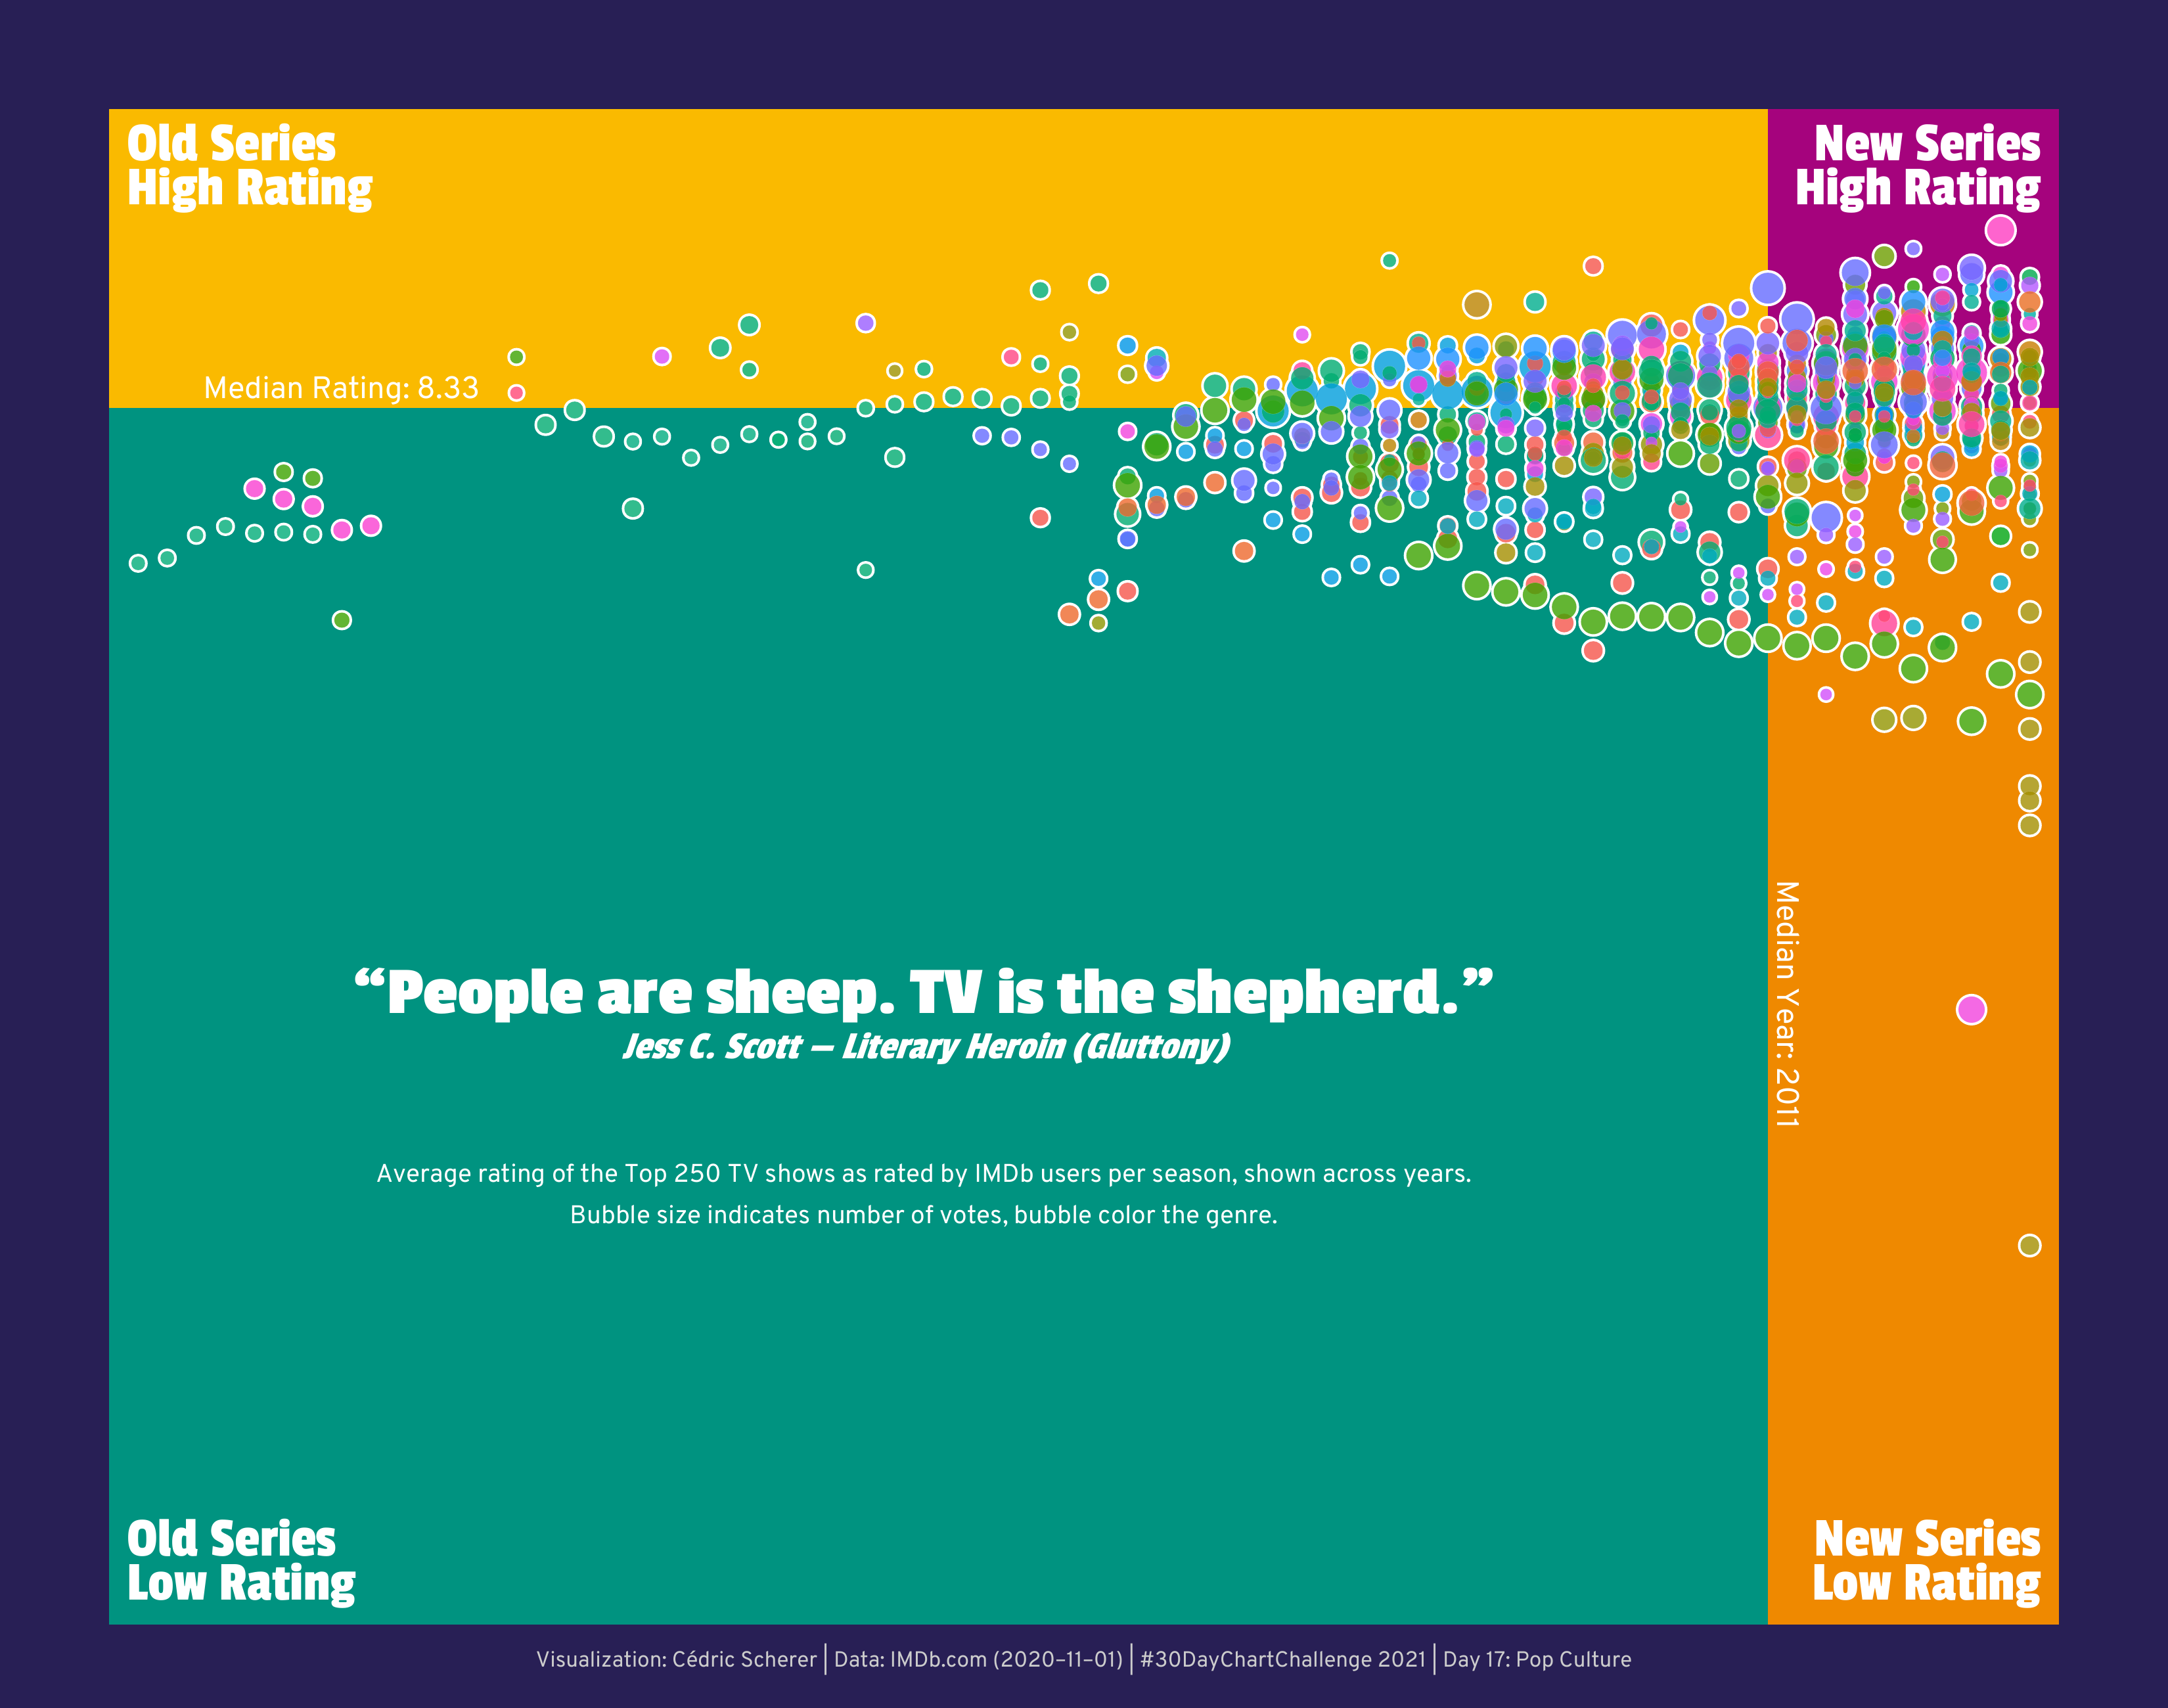 Old Series
High Rating
New Series
High Rating
Median Rating: 8.33
Median Year: 2011
“People are sheep. TV is the shepherd.”
Jess C. Scott – Literary Heroin (Gluttony)
Average rating of the Top 250 TV shows as rated by IMDb users per season, shown across years.
Bubble size indicates number of votes, bubble color the genre.
Old Series
Low Rating
New Series
Low Rating
Visualization: Cédric Scherer | Data: IMDb.com (2020-11-01) | #30DayChartChallenge 2021 | Day 17: Pop Culture